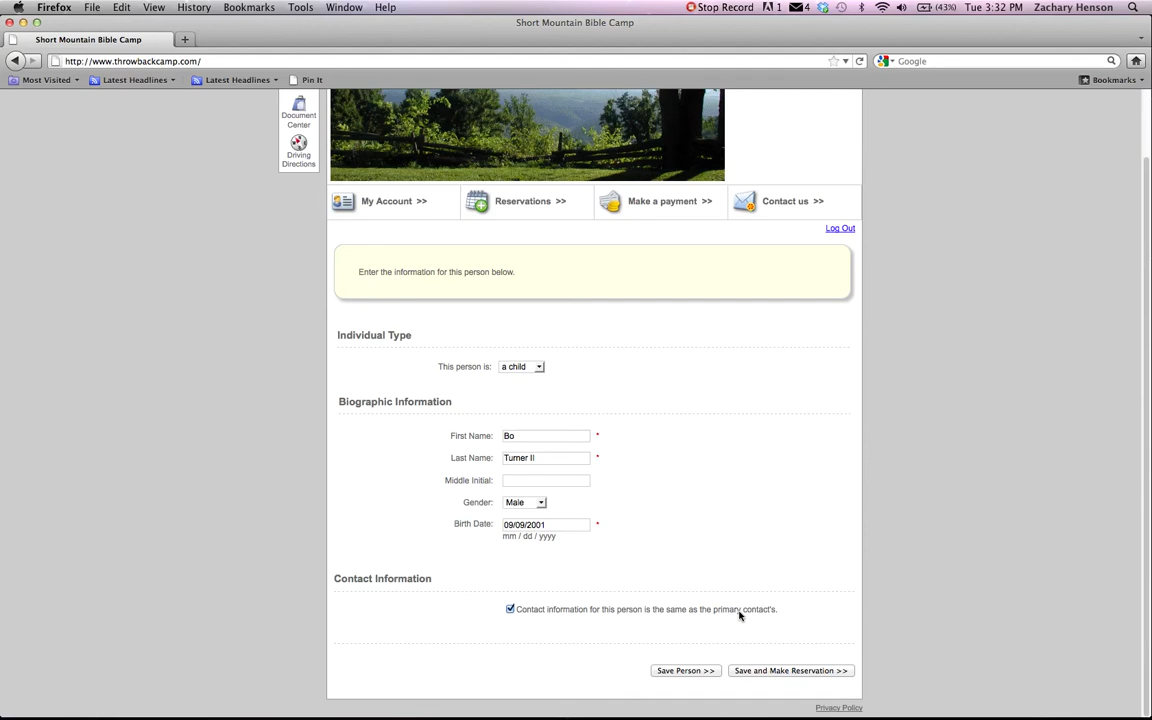 Firefox File Edit View History Bookmarks Tools Window Help Stop Record 1 4 (43%) Tue 3:32 PM Zachary Henson
Short Mountain Bible Camp
Short Mountain Bible Camp +
http://www.throwbackcamp.com/ Google
Most Visited Latest Headlines Latest Headlines Pin It Bookmarks
Document
Center
Driving
Directions
My Account >> Reservations >> Make a payment >> Contact us >>
Log Out
Enter the information for this person below.
Individual Type
This person is: a child
Biographic Information
First Name: Bo *
Last Name: Turner II *
Middle Initial:
Gender: Male
Birth Date: 09/09/2001 *
mm / dd / yyyy
Contact Information
Contact information for this person is the same as the primary contact's.
Save Person >> Save and Make Reservation >>
Privacy Policy